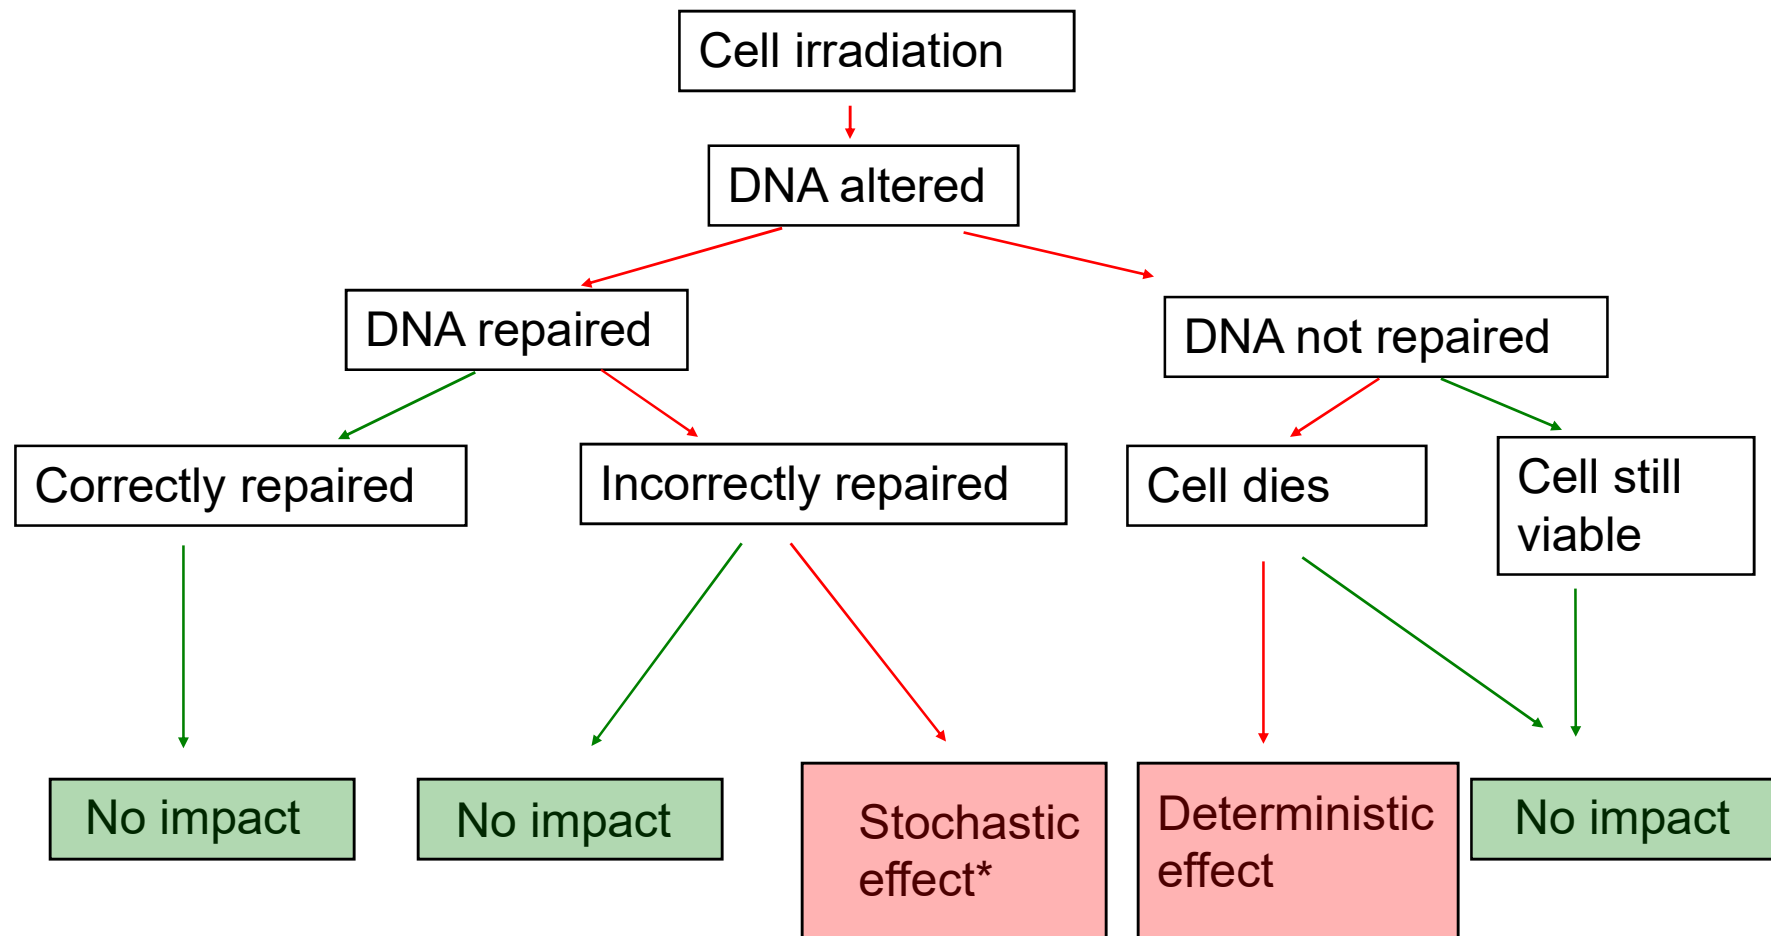 Cell irradiation
DNA altered
DNA repaired
DNA not repaired
Correctly repaired
Incorrectly repaired
Cell dies
Cell still
viable
No impact
No impact
Stochastic
effect*
Deterministic
effect
No impact